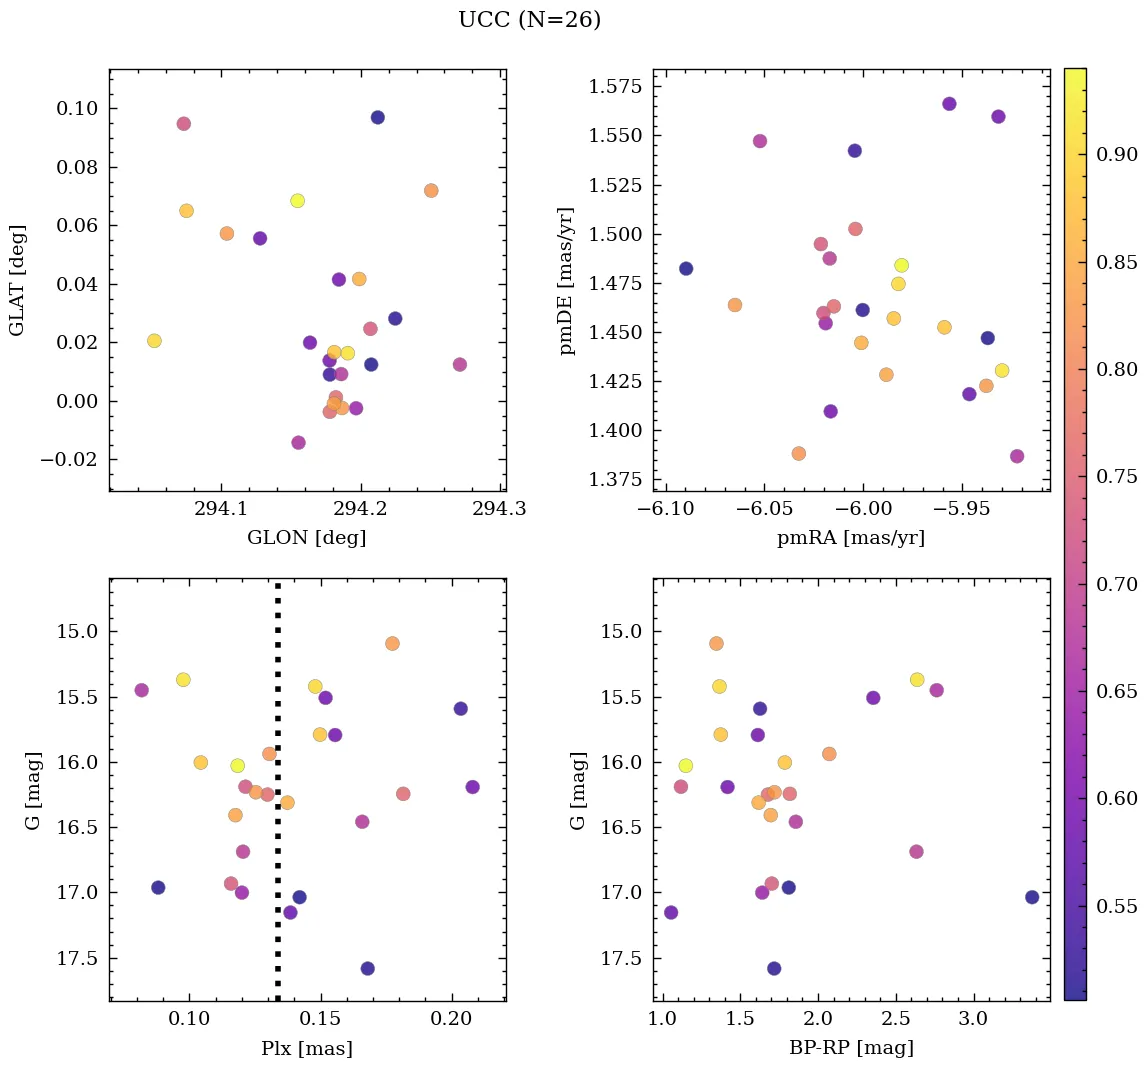 UCC (N=26)
0.10
0.08
0.06
0.04
0.02
0.00
−0.02
GLAT [deg]
294.1 294.2 294.3
GLON [deg]
1.575
1.550
1.525
1.500
1.475
1.450
1.425
1.400
1.375
pmDE [mas/yr]
−6.10 −6.05 −6.00 −5.95
pmRA [mas/yr]
15.0
15.5
16.0
16.5
17.0
17.5
G [mag]
0.10 0.15 0.20
Plx [mas]
15.0
15.5
16.0
16.5
17.0
17.5
G [mag]
1.0 1.5 2.0 2.5 3.0
BP-RP [mag]
0.90
0.85
0.80
0.75
0.70
0.65
0.60
0.55